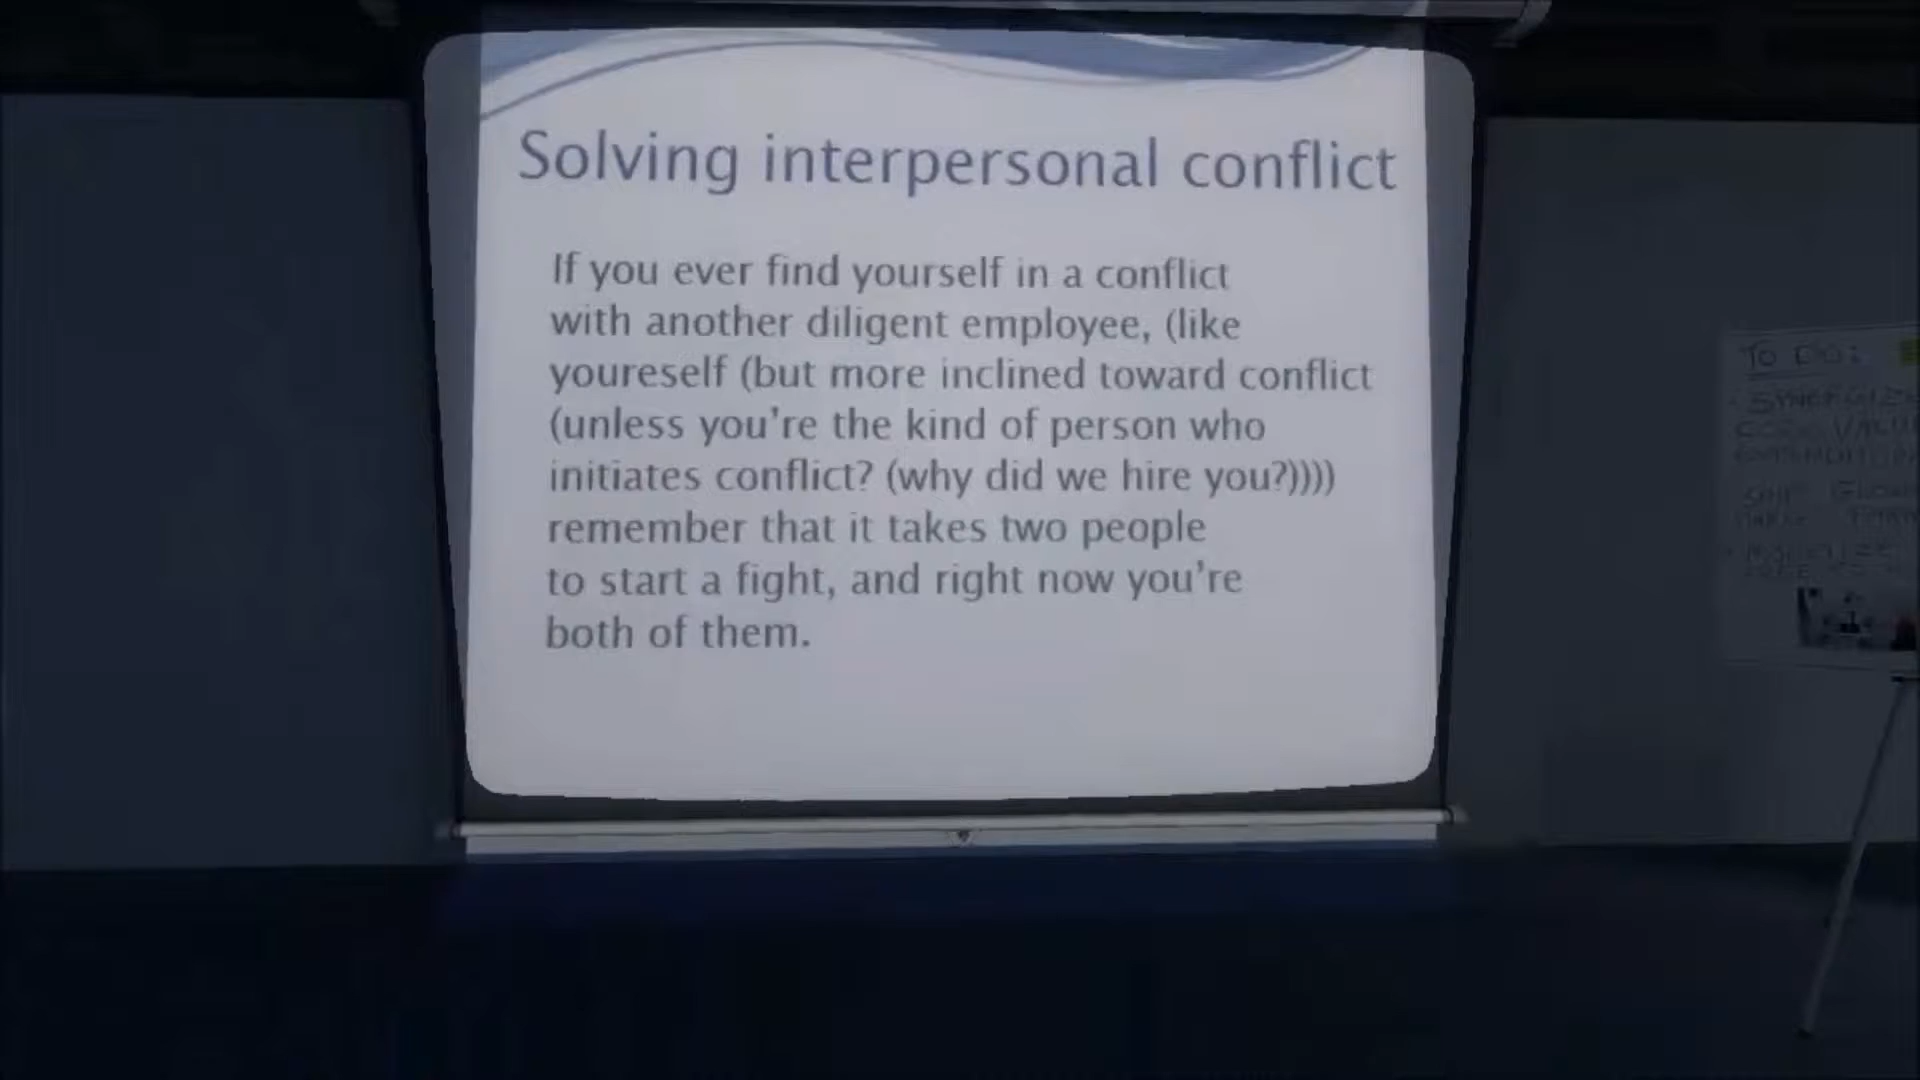 Solving interpersonal conflict
If you ever find yourself in a conflict
with another diligent employee, (like
youreself (but more inclined toward conflict
(unless you're the kind of person who
initiates conflict? (why did we hire you?))))
remember that it takes two people
to start a fight, and right now you're
both of them.
TO DO: